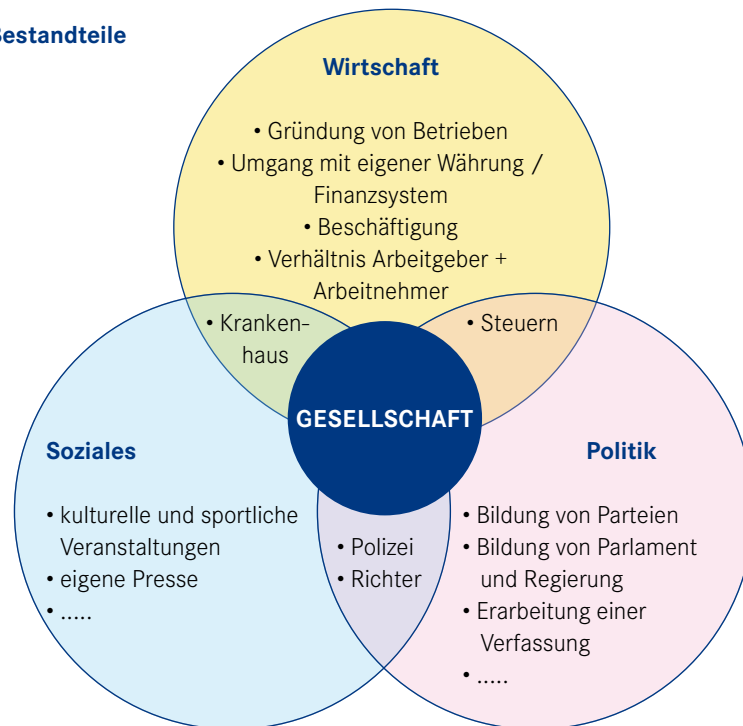 Bestandteile
Wirtschaft
• Gründung von Betrieben
• Umgang mit eigener Währung /
Finanzsystem
• Beschäftigung
• Verhältnis Arbeitgeber +
Arbeitnehmer
• Kranken-
haus
• Steuern
GESELLSCHAFT
Soziales
• kulturelle und sportliche
Veranstaltungen
• eigene Presse
• .....
• Polizei
• Richter
Politik
• Bildung von Parteien
• Bildung von Parlament
und Regierung
• Erarbeitung einer
Verfassung
• .....